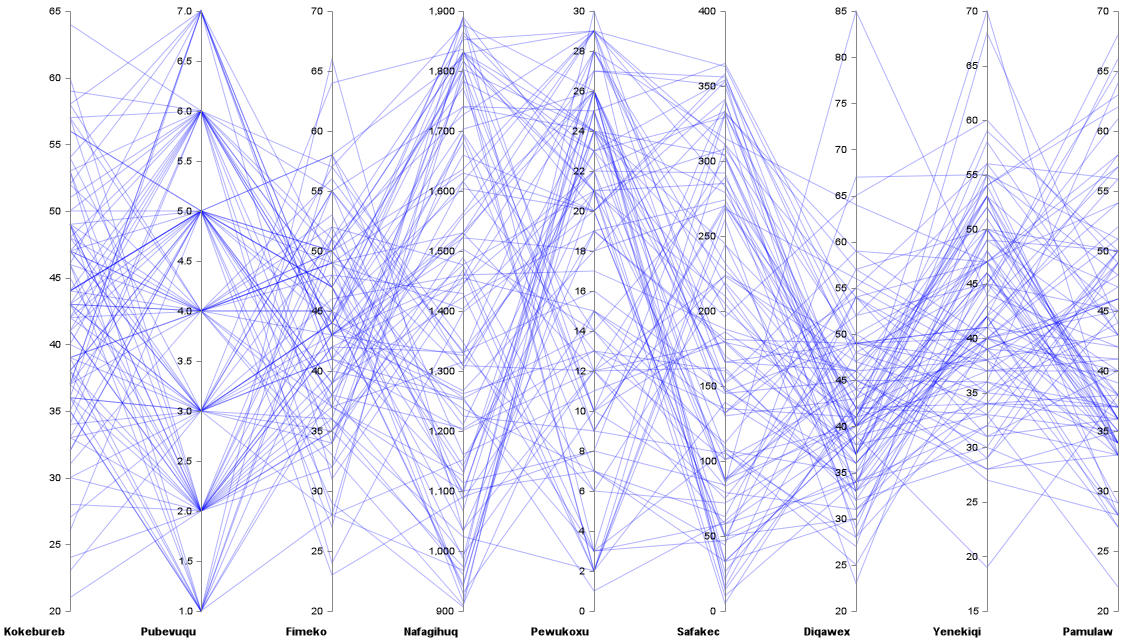 65 7.0 70 1,900 30 400 85 70 70
60 6.5 65 1,800 28 350 80 65 65
55 6.0 60 1,700 26 300 75 60 60
50 5.5 55 1,600 24 250 70 55 55
45 5.0 50 1,500 22 200 65 50 50
40 4.5 45 1,400 20 150 60 45 45
35 4.0 40 1,300 18 100 55 40 40
30 3.5 35 1,200 16 50 50 35 35
25 3.0 30 1,100 14 0 45 30 30
20 2.5 25 1,000 12 40 25 25
2.0 20 900 10 35 20 20
1.5 8 30 15
1.0 6 25
4 20
2
0
Kokebureb Pubevuqu Fimeko Nafagihuq Pewukoxu Safakec Diqawex Yenekiqi Pamulaw